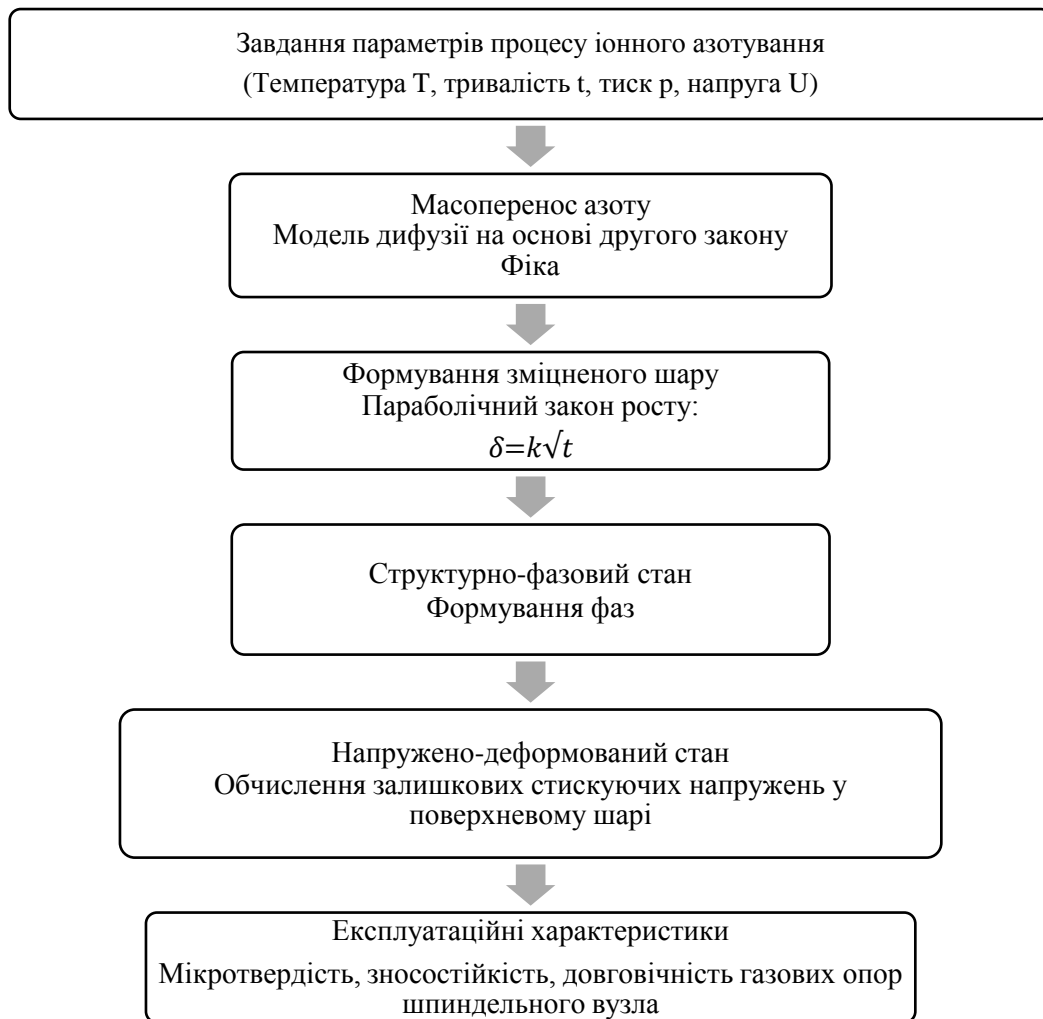 Завдання параметрів процесу іонного азотування
(Температура T, тривалість t, тиск p, напруга U)
Масоперенос азоту
Модель дифузії на основі другого закону
Фіка
Формування зміцненого шару
Параболічний закон росту:
δ=k√t
Структурно-фазовий стан
Формування фаз
Напружено-деформований стан
Обчислення залишкових стискуючих напружень у
поверхневому шарі
Експлуатаційні характеристики
Мікротвердість, зносостійкість, довговічність газових опор
шпиндельного вузла